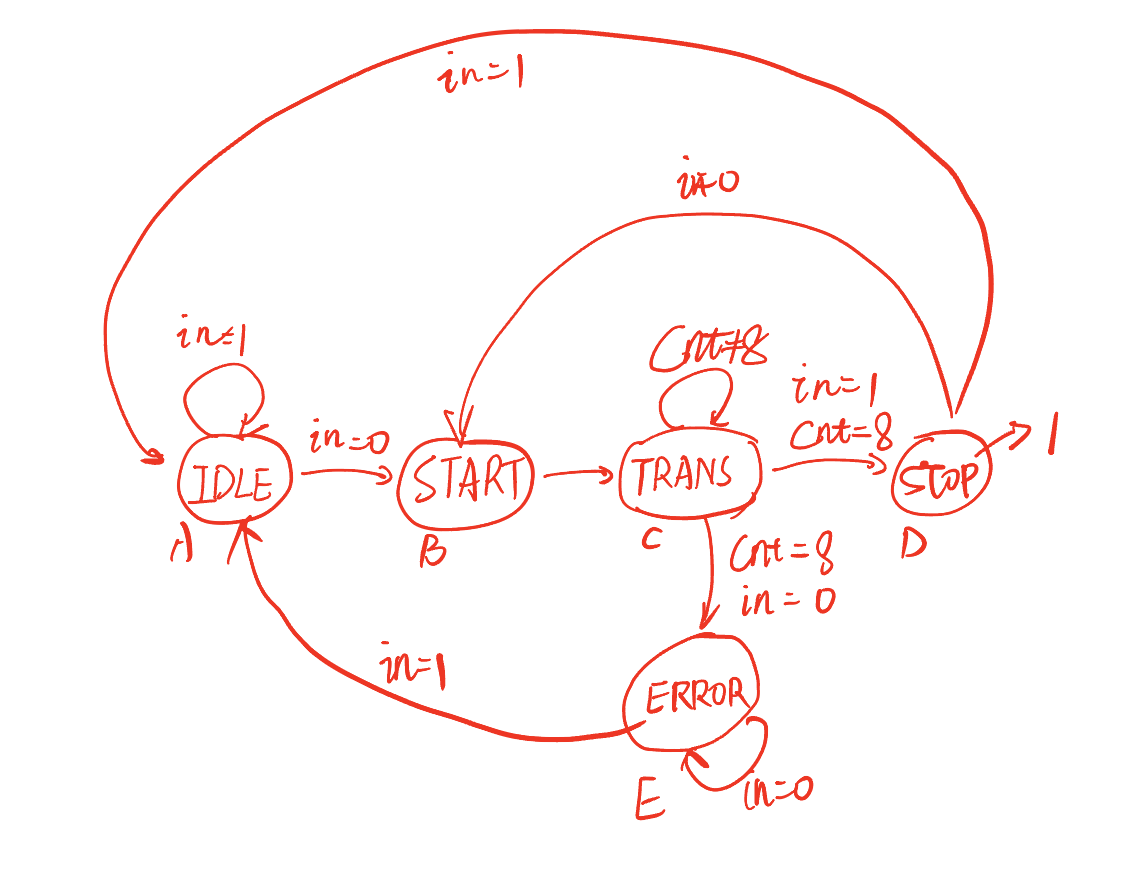 in=1
in=0
in=1
Cnt≠8
in=1
Cnt=8
in=0
IDLE
START
TRANS
STOP
1
A
B
C
D
Cnt=8
in=0
in=1
ERROR
E
in=0